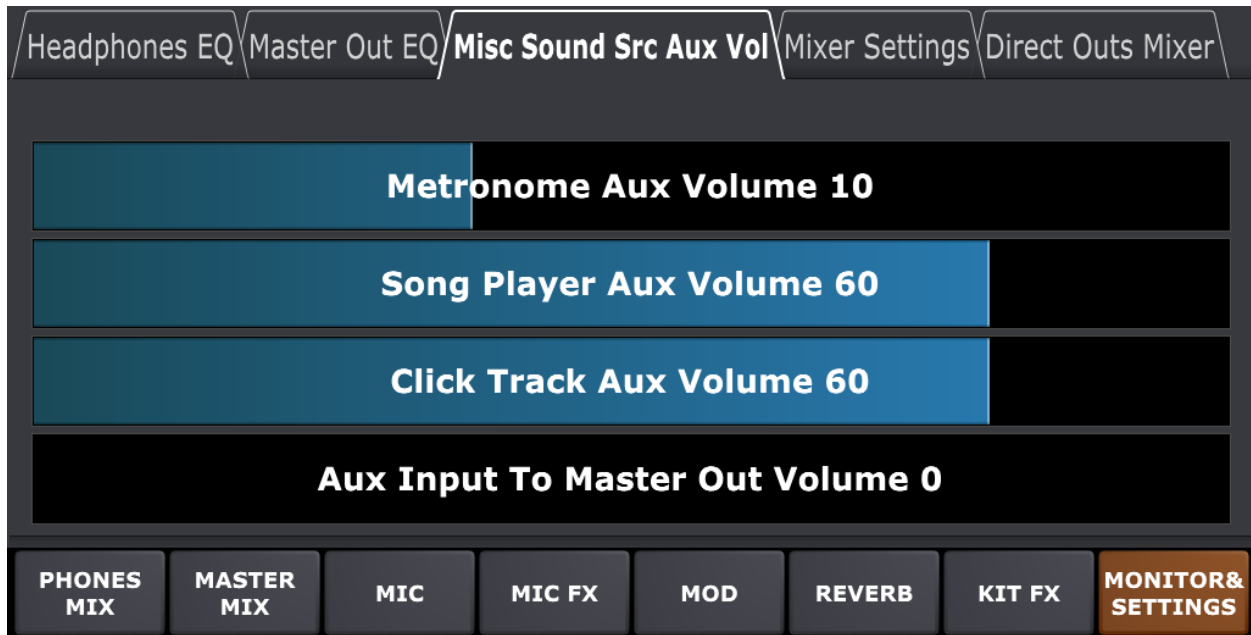 Headphones EQ Master Out EQ Misc Sound Src Aux Vol Mixer Settings Direct Outs Mixer
Metronome Aux Volume 10
Song Player Aux Volume 60
Click Track Aux Volume 60
Aux Input To Master Out Volume 0
PHONES MIX
MASTER MIX
MIC
MIC FX
MOD
REVERB
KIT FX
MONITOR& SETTINGS